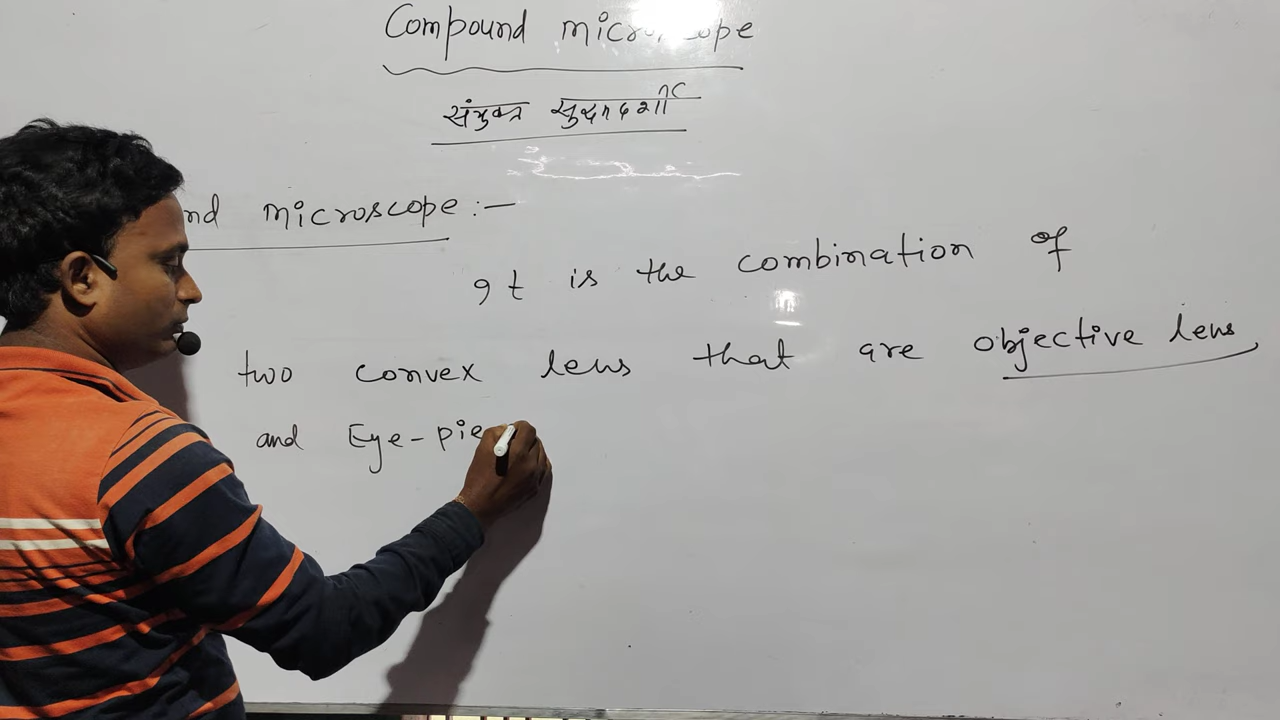 Compound microscope
संयुक्त सुक्ष्मदर्शी
nd microscope :-
It is the combination of
two convex lens that are objective lens
and Eye-pie